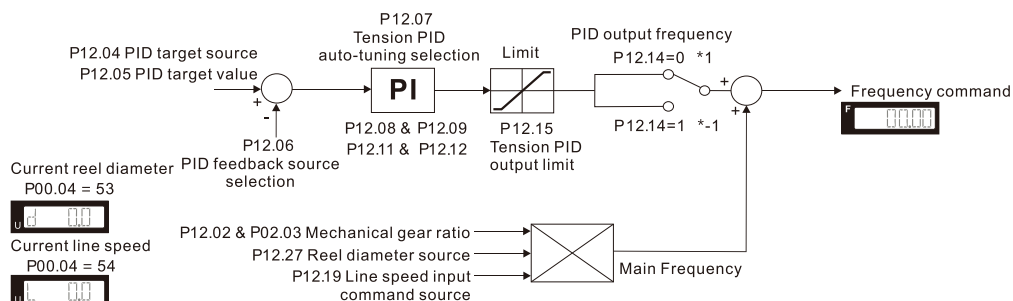 P12.07
Tension PID
auto-tuning selection
Limit
PID output frequency
P12.14=0 *1
P12.04 PID target source
P12.05 PID target value
+
-
PI
+
+
Frequency command
F 00.00
P12.14=1 *-1
P12.08 & P12.09
P12.11 & P12.12
P12.15
Tension PID
output limit
P12.06
PID feedback source
selection
Current reel diameter
P00.04 = 53
U d 0.0
Current line speed
P00.04 = 54
U L 0.0
P12.02 & P02.03 Mechanical gear ratio
P12.27 Reel diameter source
P12.19 Line speed input
command source
Main Frequency